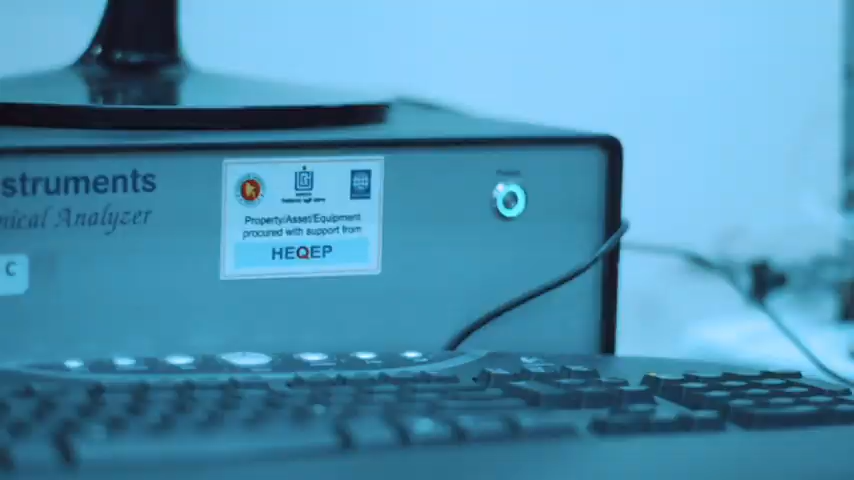 struments
nical Analyzer
C
Property/Asset/Equipment
procured with support from
HEQEP